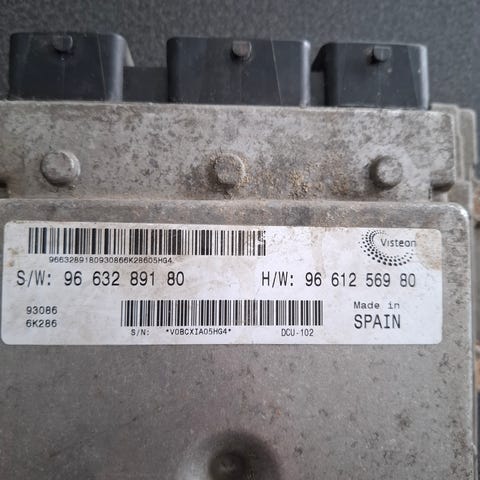 Visteon
9663289180930866K28605HG4
S/W: 96 632 891 80
H/W: 96 612 569 80
93086
6K286
S/N: *V0BCXIA05HG4*
DCU-102
Made in
SPAIN